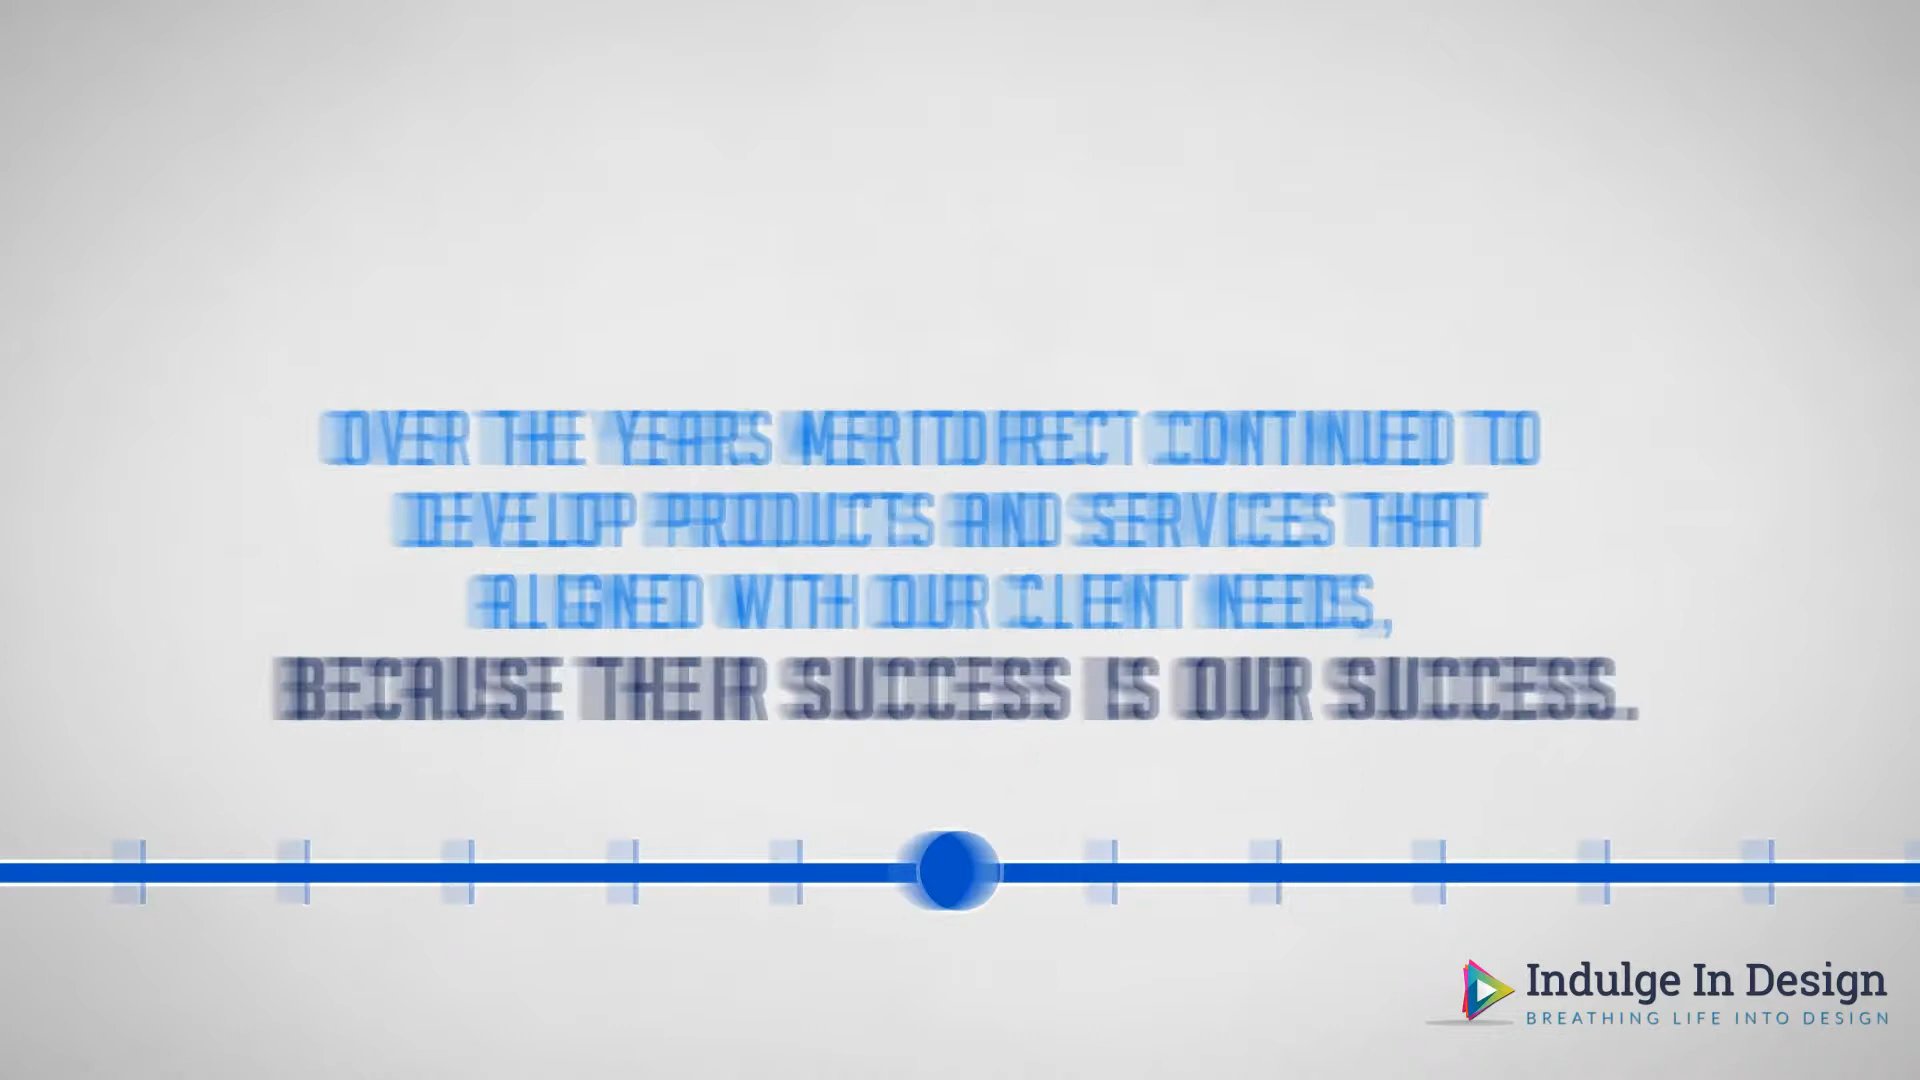 OVER THE YEARS MERITDIRECT CONTINUED TO
DEVELOP PRODUCTS AND SERVICES THAT
ALIGNED WITH OUR CLIENT NEEDS,
BECAUSE THEIR SUCCESS IS OUR SUCCESS.
Indulge In Design
BREATHING LIFE INTO DESIGN